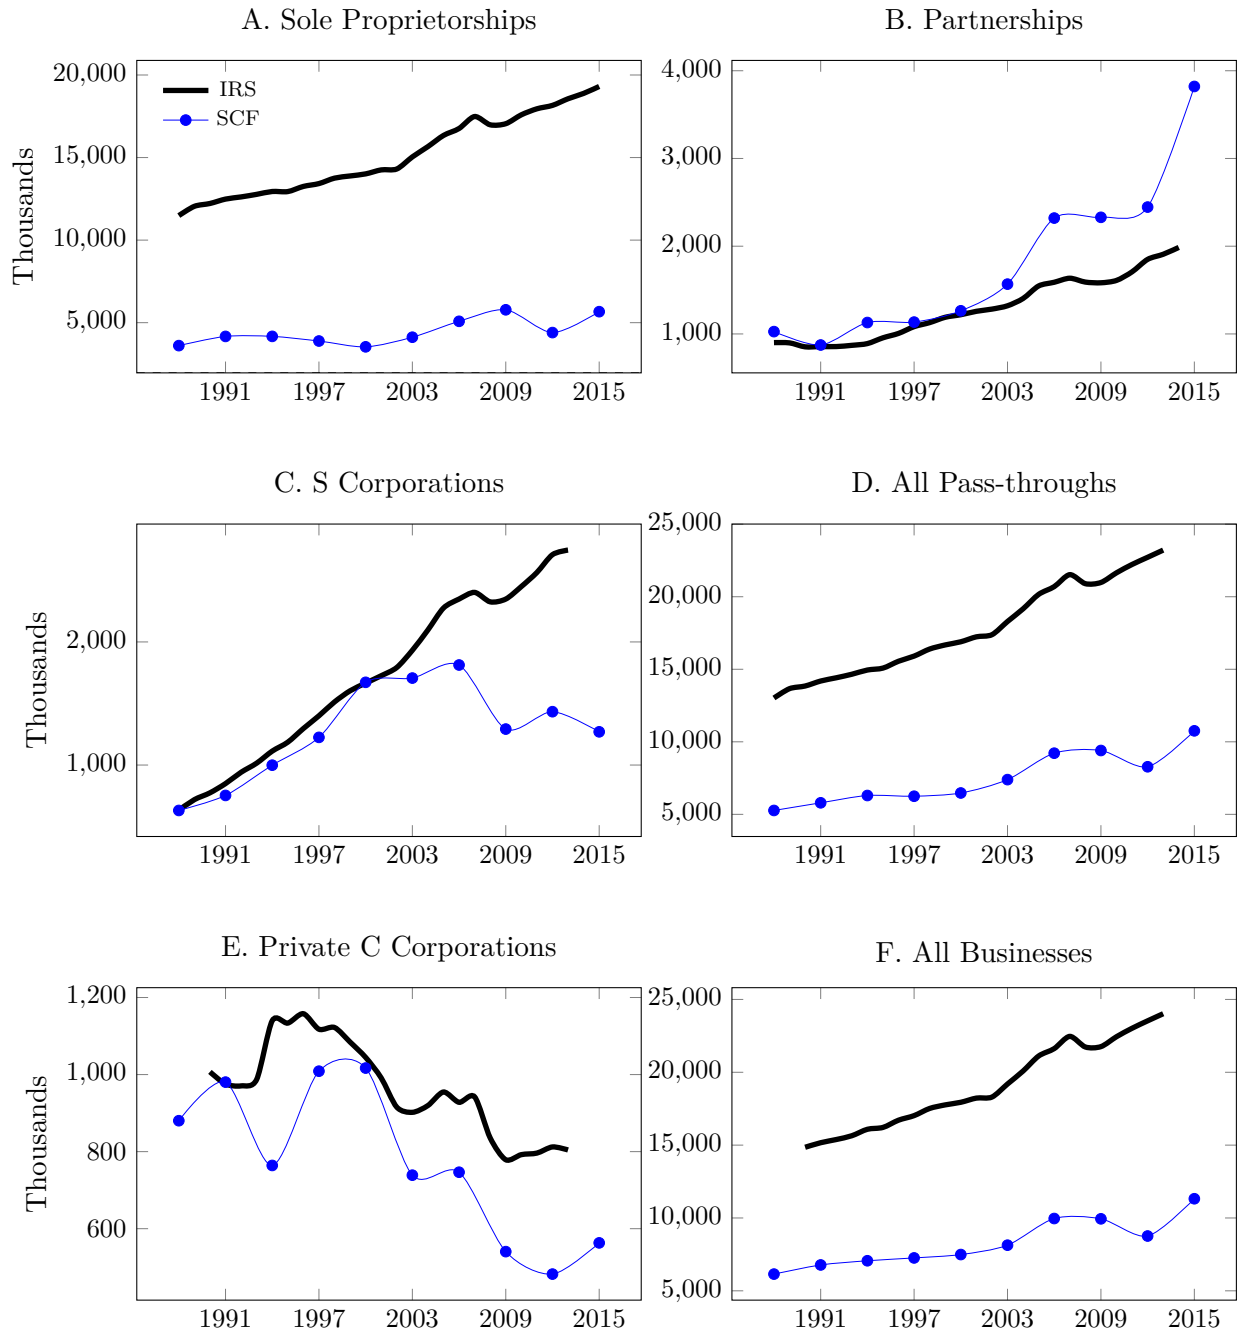 A. Sole Proprietorships
B. Partnerships
20,000
15,000
10,000
5,000
Thousands
IRS
SCF
1991 1997 2003 2009 2015
4,000
3,000
2,000
1,000
1991 1997 2003 2009 2015
C. S Corporations
D. All Pass-throughs
2,000
1,000
Thousands
1991 1997 2003 2009 2015
25,000
20,000
15,000
10,000
5,000
1991 1997 2003 2009 2015
E. Private C Corporations
F. All Businesses
1,200
1,000
800
600
Thousands
1991 1997 2003 2009 2015
25,000
20,000
15,000
10,000
5,000
1991 1997 2003 2009 2015